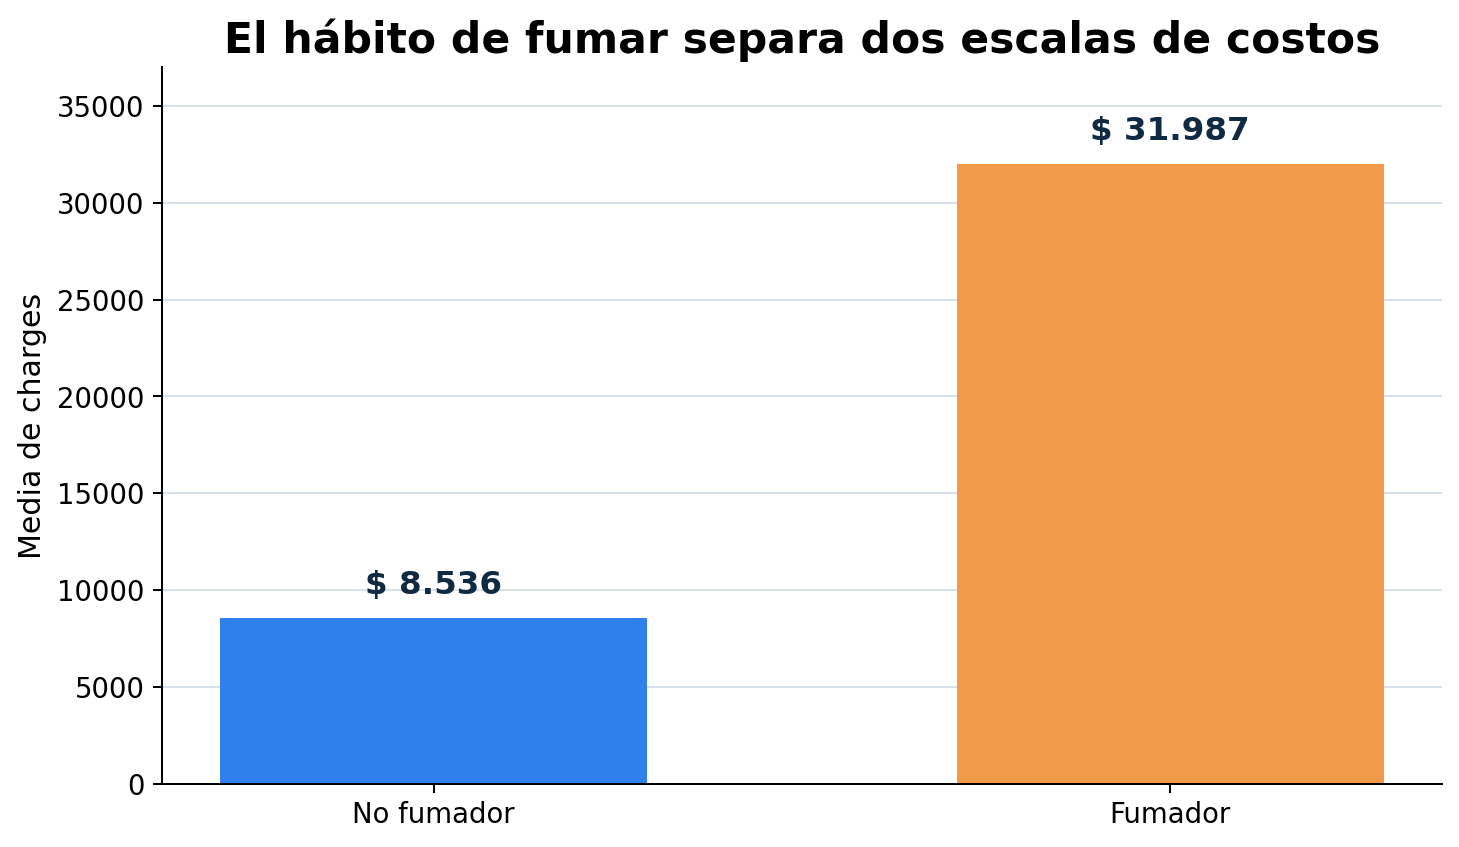 El hábito de fumar separa dos escalas de costos
Media de charges
35000
30000
25000
20000
15000
10000
5000
0
$ 8.536
$ 31.987
No fumador
Fumador